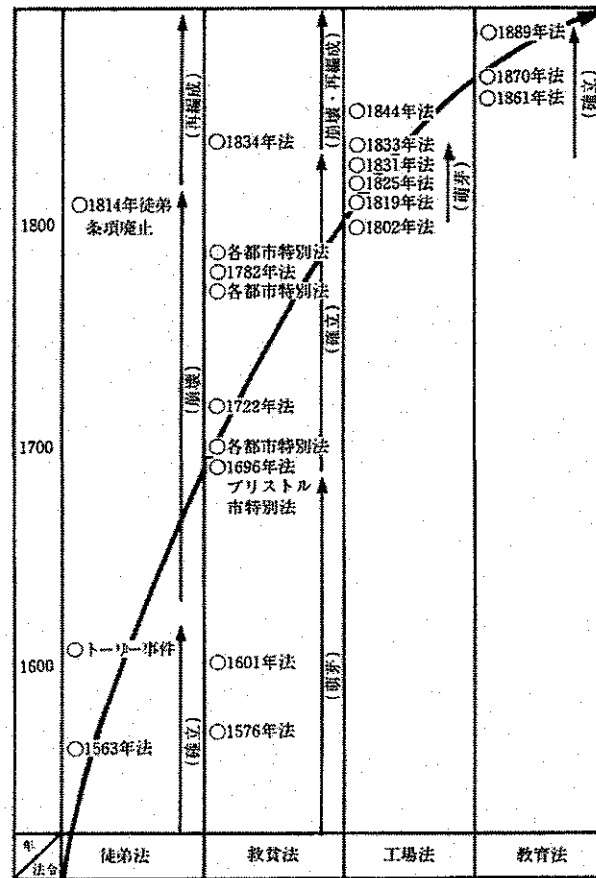 ○1889年法
○1870年法
○1861年法
(確立)
(再編成)
(崩壊・再編成)
○1844年法
○1834年法
○1833年法
○1831年法
○1825年法
○1819年法
○1802年法
(萌芽)
1800
○1814年徒弟
条項廃止
○各都市特別法
○1782年法
○各都市特別法
(確立)
(崩壊)
○1722年法
1700
○各都市特別法
○1696年法
ブリストル
市特別法
1600
○トーリー事件
○1601年法
(萌芽)
○1576年法
○1563年法
(確立)
年
法令
徒弟法
救貧法
工場法
教育法